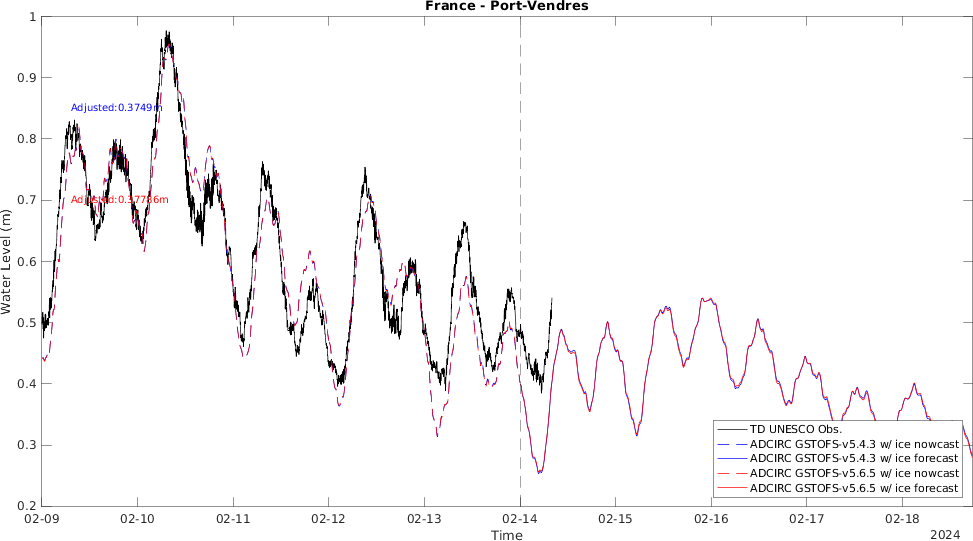 France - Port-Vendres
Water Level (m)
1
0.9
0.8
0.7
0.6
0.5
0.4
0.3
0.2
Adjusted:0.3749m
Adjusted:0.37736m
TD UNESCO Obs.
ADCIRC GSTOFS-v5.4.3 w/ ice nowcast
ADCIRC GSTOFS-v5.4.3 w/ ice forecast
ADCIRC GSTOFS-v5.6.5 w/ ice nowcast
ADCIRC GSTOFS-v5.6.5 w/ ice forecast
02-09 02-10 02-11 02-12 02-13 02-14 02-15 02-16 02-17 02-18
Time
2024